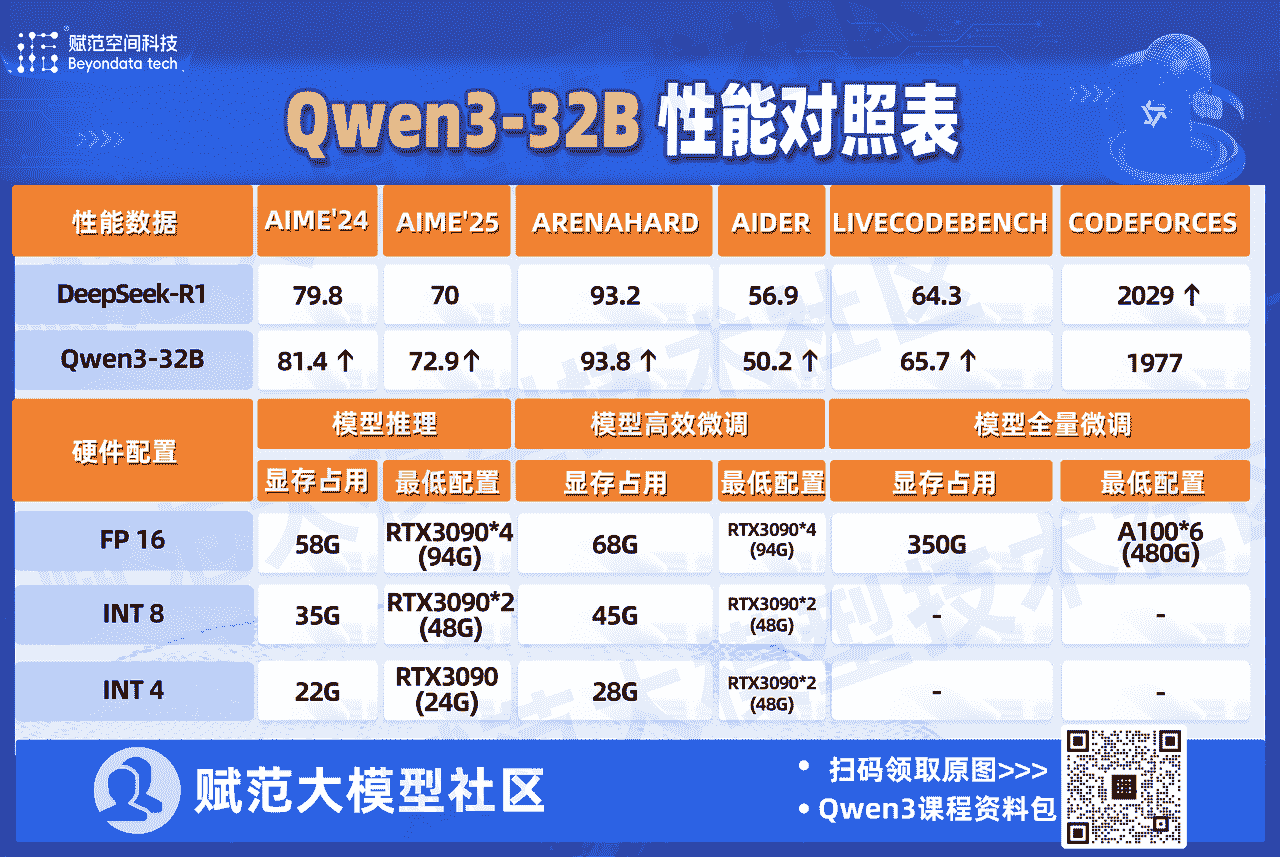 赋范空间科技
Beyondata tech
Qwen3-32B 性能对照表
性能数据 AIME'24 AIME'25 ARENAHARD AIDER LIVECODEBENCH CODEFORCES
DeepSeek-R1 79.8 70 93.2 56.9 64.3 2029 ↑
Qwen3-32B 81.4 ↑ 72.9↑ 93.8 ↑ 50.2 ↑ 65.7 ↑ 1977
硬件配置 模型推理 模型高效微调 模型全量微调
显存占用 最低配置 显存占用 最低配置 显存占用 最低配置
FP 16 58G RTX3090*4 (94G) 68G RTX3090*4 (94G) 350G A100*6 (480G)
INT 8 35G RTX3090*2 (48G) 45G RTX3090*2 (48G) - -
INT 4 22G RTX3090 (24G) 28G RTX3090*2 (48G) - -
赋范大模型社区
• 扫码领取原图>>>
• Qwen3课程资料包